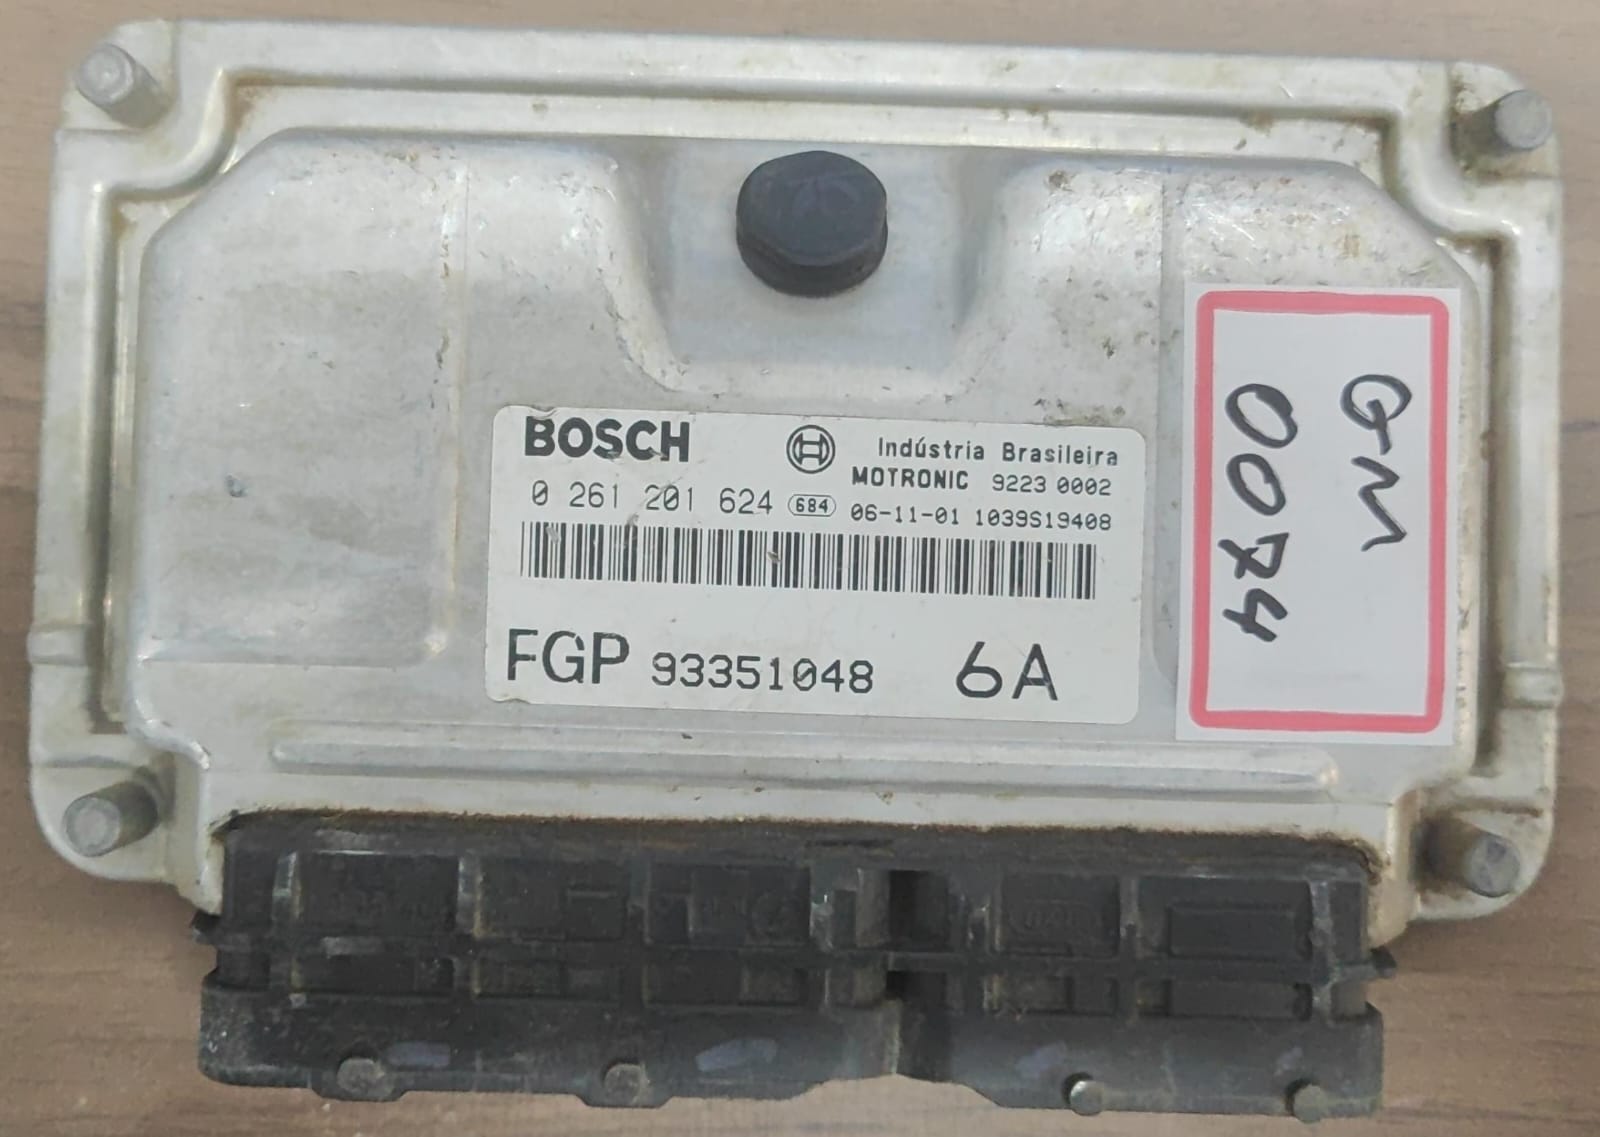 BOSCH
Indústria Brasileira
MOTRONIC 9223 0002
0 261 201 624 684 06-11-01 1039S19408
FGP 93351048 6A
GM
0074